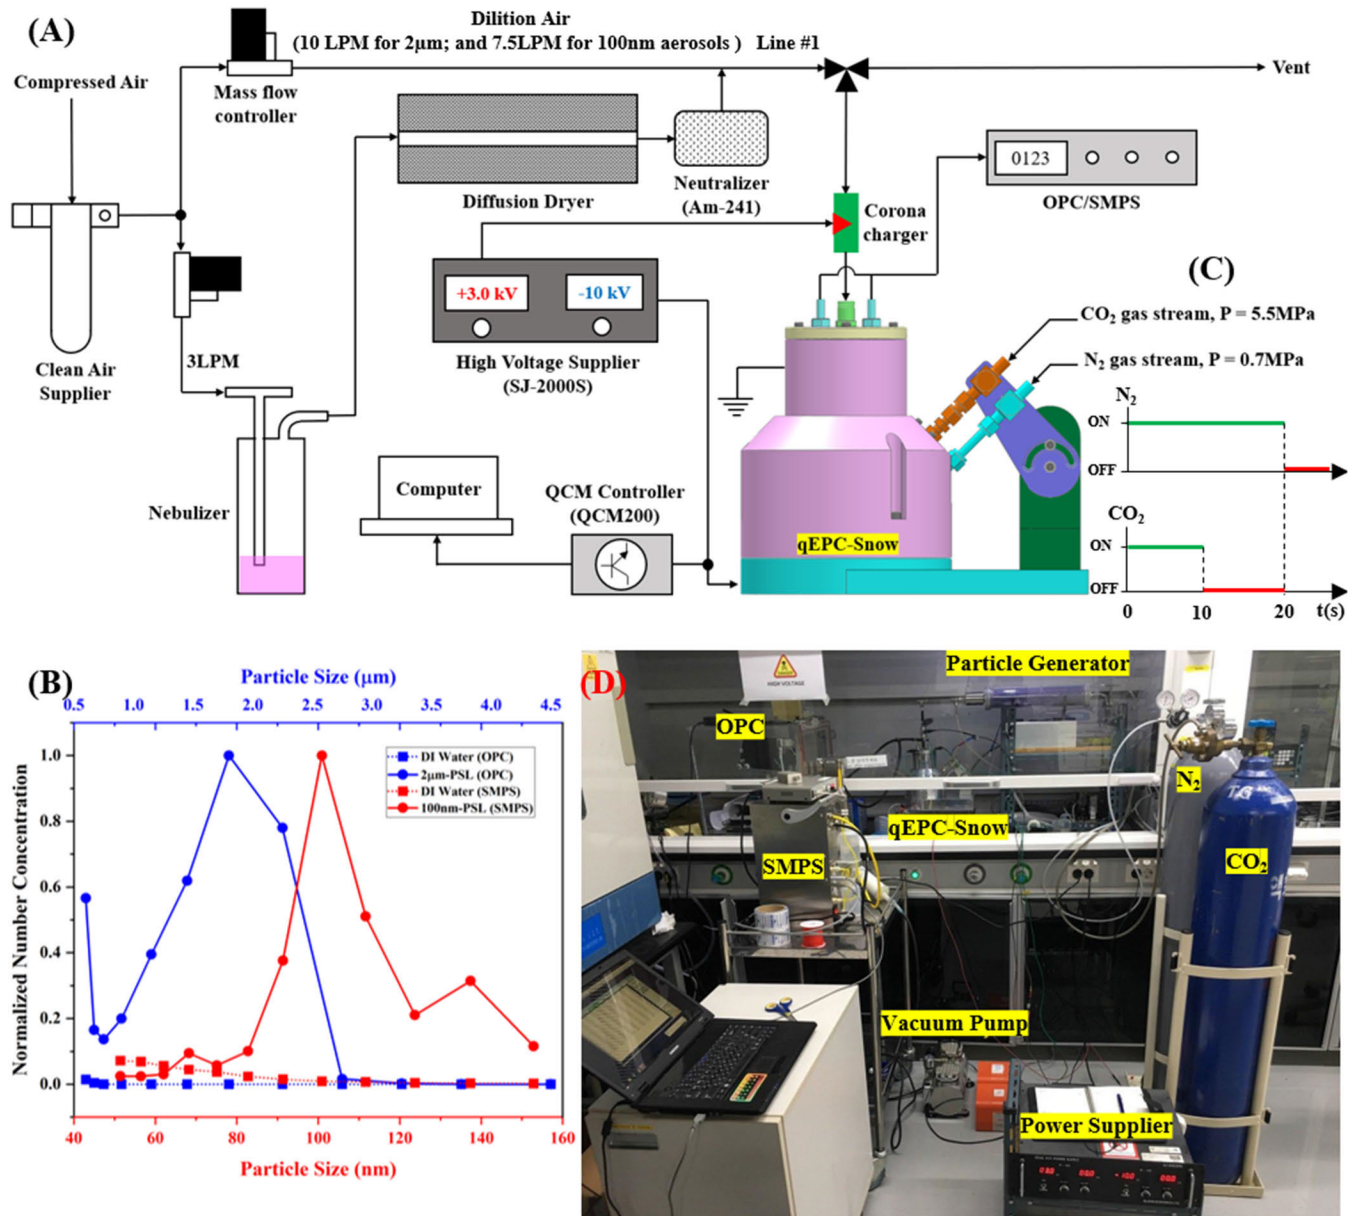 (A)
Dilition Air
(10 LPM for 2μm; and 7.5LPM for 100nm aerosols ) Line #1
Compressed Air
Mass flow
controller
Vent
Diffusion Dryer
Neutralizer
(Am-241)
0123
OPC/SMPS
Corona
charger
Clean Air
Supplier
3LPM
+3.0 kV
-10 kV
High Voltage Supplier
(SJ-2000S)
Nebulizer
Computer
QCM Controller
(QCM200)
qEPC-Snow
(C)
CO2 gas stream, P = 5.5MPa
N2 gas stream, P = 0.7MPa
N2
ON
OFF
CO2
ON
OFF
0 10 20 t(s)
(B)
Particle Size (μm)
0.5 1.0 1.5 2.0 2.5 3.0 3.5 4.0 4.5
Normalized Number Concentration
1.0
0.8
0.6
0.4
0.2
0.0
DI Water (OPC)
2μm-PSL (OPC)
DI Water (SMPS)
100nm-PSL (SMPS)
40 60 80 100 120 140 160
Particle Size (nm)
(D)
HIGH VOLTAGE
Particle Generator
OPC
N2
qEPC-Snow
SMPS
CO2
Vacuum Pump
Power Supplier